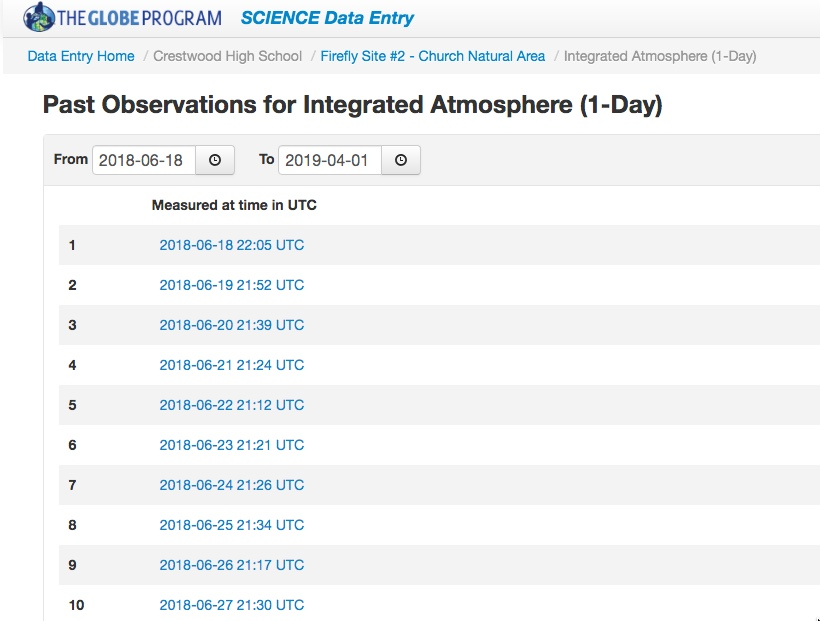 THE GLOBE PROGRAM SCIENCE Data Entry
Data Entry Home / Crestwood High School / Firefly Site #2 - Church Natural Area / Integrated Atmosphere (1-Day)
Past Observations for Integrated Atmosphere (1-Day)
From 2018-06-18 To 2019-04-01
Measured at time in UTC
1 2018-06-18 22:05 UTC
2 2018-06-19 21:52 UTC
3 2018-06-20 21:39 UTC
4 2018-06-21 21:24 UTC
5 2018-06-22 21:12 UTC
6 2018-06-23 21:21 UTC
7 2018-06-24 21:26 UTC
8 2018-06-25 21:34 UTC
9 2018-06-26 21:17 UTC
10 2018-06-27 21:30 UTC